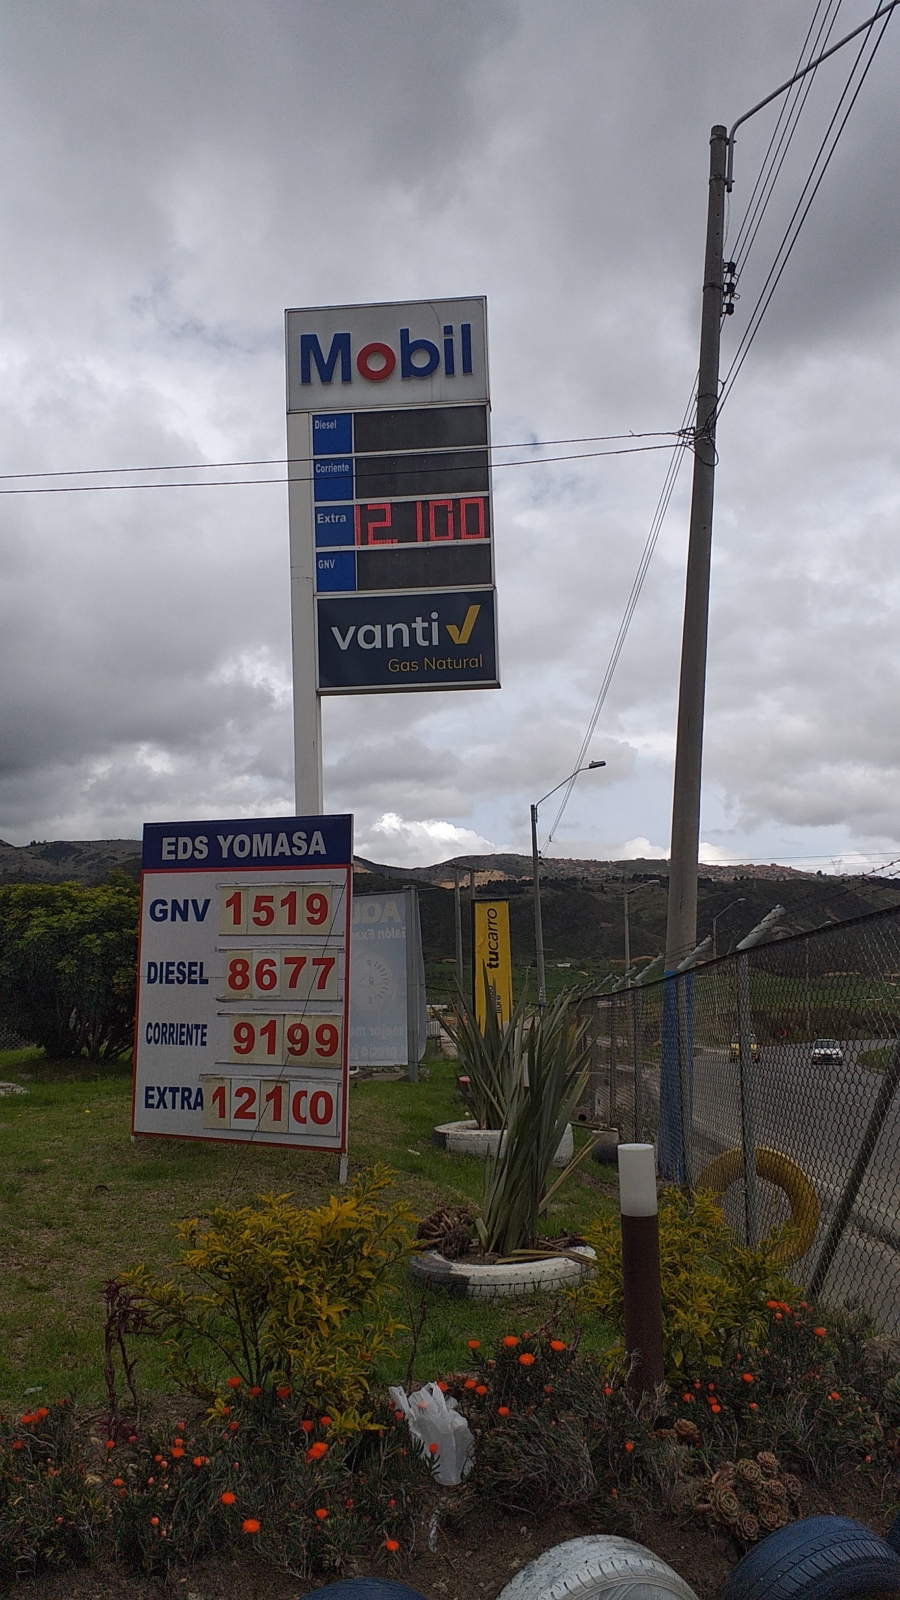 Mobil
Diesel
Corriente
Extra 12.100
GNV
vanti
Gas Natural
EDS YOMASA
GNV 1519
DIESEL 8677
CORRIENTE 9199
EXTRA 12100
tucarro